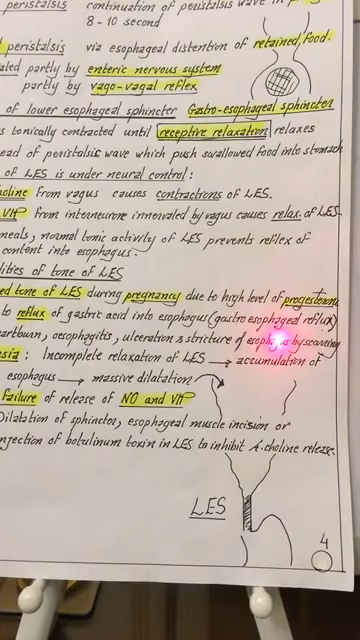 peristalsis continuation of peristalsis wave in
8-10 second
peristalsis via esophageal distention of retained food.
partly by enteric nervous system
partly by vago-vagal reflex
of lower esophageal sphincter Gastro-esophageal sphincter
tonically contracted until receptive relaxation relaxes
ead of peristalsic wave which push swallowed food into stomach
of LES is under neural control:
choline from vagus causes contractions of LES.
VIP from interneurone innervated by vagus causes relax. of LES
meals, normal tonic activity of LES prevents reflex of
content into esophagus.
lities of tone of LES
ed tone of LES during pregnancy due to high level of progesterone
to reflux of gastric acid into esophagus (gastro esophageal reflux)
eartburn, oesophagitis, ulceration & stricture of esophagus by scarring
sia: Incomplete relaxation of LES → accumulation of
esophagus → massive dilatation
failure of release of NO and VIP
Dilatation of sphincter, esophageal muscle incision or
njection of botulinum toxin in LES to inhibit A.choline release.
LES
4